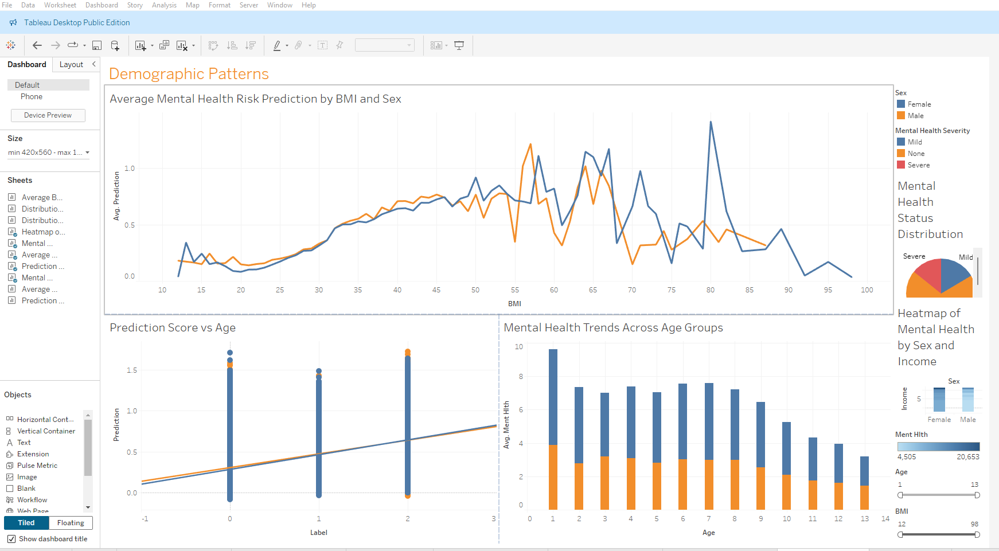 File Data Worksheet Dashboard Story Analysis Map Format Server Window Help
Tableau Desktop Public Edition
Dashboard Layout
Default
Phone
Device Preview
Size
min 420x560 - max 1...
Sheets
Average B...
Distributio...
Distributio...
Heatmap o...
Mental ...
Average ...
Prediction ...
Mental ...
Average ...
Prediction ...
Objects
Horizontal Cont...
Vertical Container
Text
Extension
Pulse Metric
Image
Blank
Workflow
Web Page
Tiled Floating
Show dashboard title
Demographic Patterns
Average Mental Health Risk Prediction by BMI and Sex
Avg. Prediction
1.0
0.5
0.0
10 15 20 25 30 35 40 45 50 55 60 65 70 75 80 85 90 95 100
BMI
Prediction Score vs Age
Prediction
1.5
1.0
0.5
0.0
-1 0 1 2 3
Label
Mental Health Trends Across Age Groups
Avg. Ment Hlth
10
8
6
4
2
0
0 1 2 3 4 5 6 7 8 9 10 11 12 13 14
Age
Sex
Female
Male
Mental Health Severity
Mild
None
Severe
Mental
Health
Status
Distribution
Severe Mild
Heatmap of
Mental Health
by Sex and
Income
Sex
Income
5
Female Male
Ment Hlth
4,505 20,653
Age
1 13
BMI
12 98